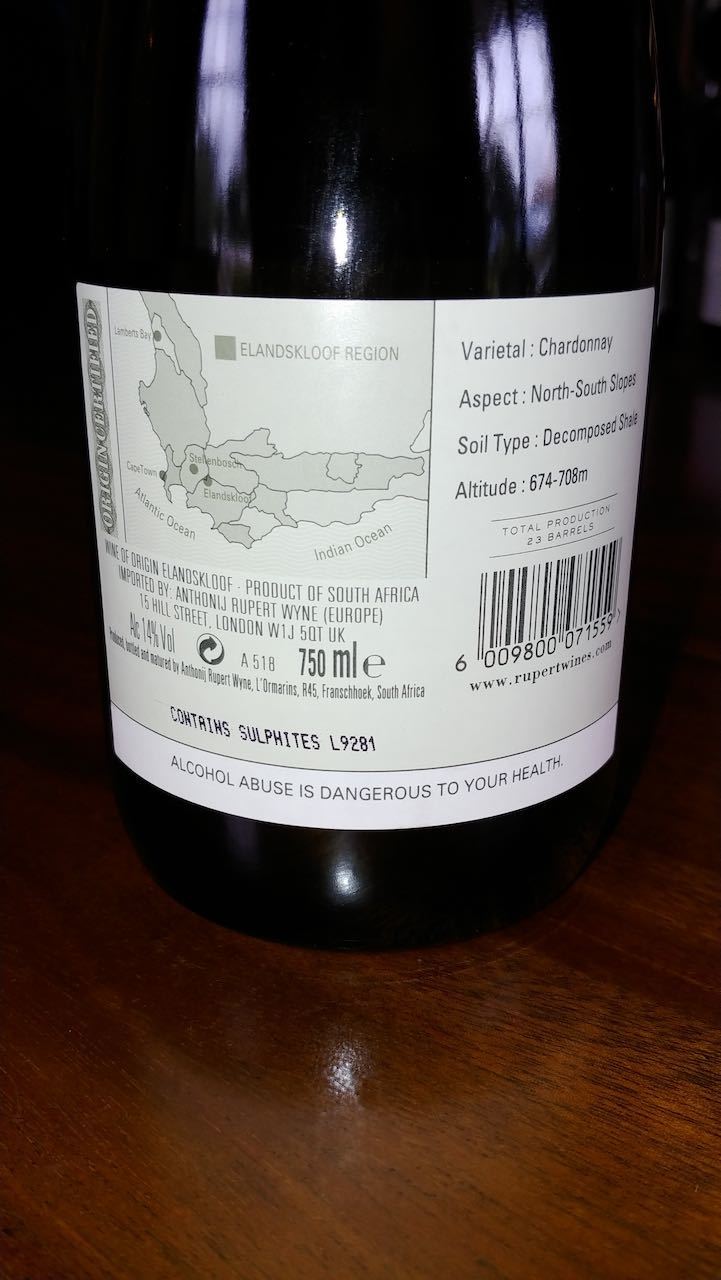 ORIGIN CERTIFIED
Lamberts Bay
ELANDSKLOOF REGION
Stellenbosch
CapeTown
Elandskloof
Atlantic Ocean
Indian Ocean
WINE OF ORIGIN ELANDSKLOOF - PRODUCT OF SOUTH AFRICA
IMPORTED BY: ANTHONIJ RUPERT WYNE (EUROPE)
15 HILL STREET, LONDON W1J 5QT UK
Alc 14% Vol A518 750 ml e
Produced, bottled and matured by Anthonij Rupert Wyne, L'Ormarins, R45, Franschhoek, South Africa
CONTAINS SULPHITES L9281
Varietal : Chardonnay
Aspect : North-South Slopes
Soil Type : Decomposed Shale
Altitude : 674-708m
TOTAL PRODUCTION
23 BARRELS
6 009800 071559 >
www.rupertwines.com
ALCOHOL ABUSE IS DANGEROUS TO YOUR HEALTH.